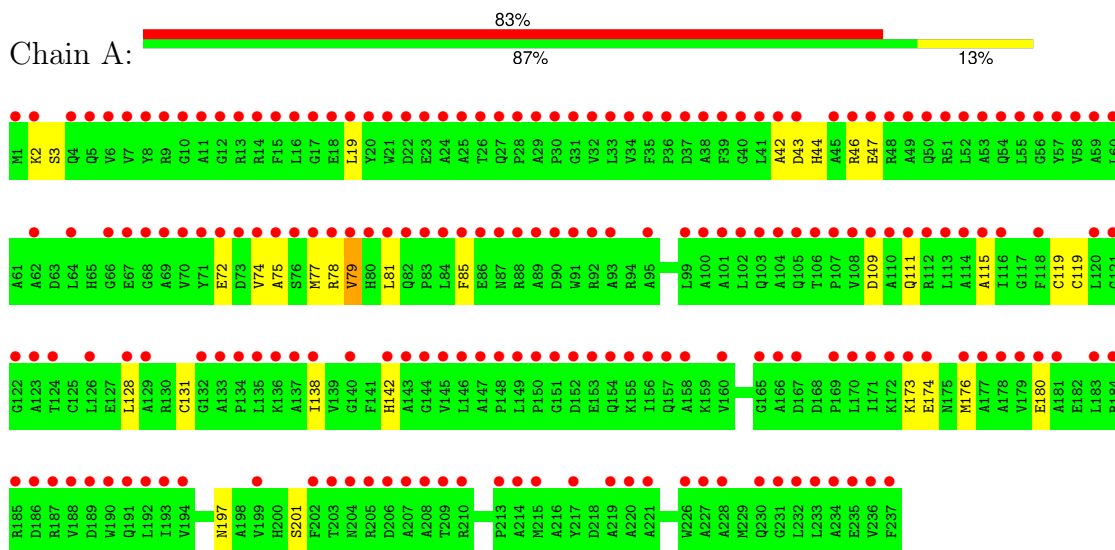 83%
Chain A:
87% 13%
M1 K2 S3 Q4 Q5 V6 V7 Y8 R9 G10 A11 G12 R13 R14 F15 L16 G17 E18 L19 Y20 W21 D22 E23 A24 A25 T26 Q27 P28 A29 P30 G31 V32 L33 V34 F35 P36 D37 A38 F39 G40 L41 A42 D43 H44 A45 R46 E47 R48 A49 Q50 R51 L52 A53 Q54 L55 G56 Y57 V58 A59 L60
A61 A62 D63 L64 H65 G66 E67 G68 A69 V70 Y71 E72 D73 V74 A75 S76 M77 R78 V79 H80 L81 Q82 P83 L84 F85 E86 N87 R88 A89 D90 W91 R92 A93 R94 A95 L99 A100 A101 L102 Q103 A104 Q105 T106 P107 V108 D109 A110 Q111 R112 L113 A114 A115 I116 G117 F118 C119 C119 L120 G121
G122 A123 T124 C125 L126 E127 L128 A129 R130 C131 G132 A133 P134 L135 K136 A137 I138 V139 G140 F141 H142 A143 G144 V145 L146 A147 P148 L149 P150 G151 D152 E153 Q154 K155 I156 Q157 A158 K159 V160 G165 A166 D167 D168 P169 L170 I171 K172 K173 E174 N175 M176 A177 A178 V179 E180 A181 E182 L183 R184
R185 D186 R187 V188 D189 W190 Q191 L192 I193 V194 N197 A198 V199 H200 S201 F202 T203 N204 R205 D206 A207 A208 T209 R210 P213 A214 M215 A216 Y217 D218 A219 A220 A221 W226 A227 A228 M229 Q230 G231 L232 L233 A234 E235 V236 F237